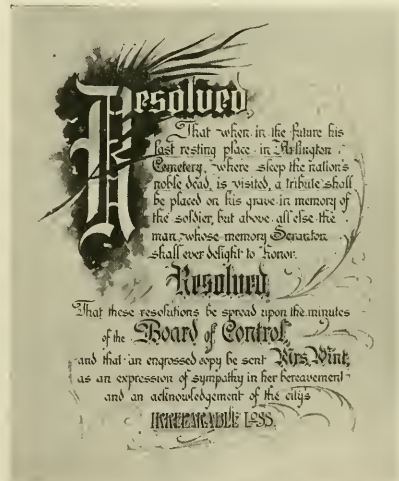 Resolved,
That when in the future his
last resting place in Arlington
Cemetery, where sleep the nation's
noble dead, is visited, a tribute shall
be placed on his grave in memory of
the soldier, but above all else the
man, whose memory Scranton
shall ever delight to honor.
Resolved,
That these resolutions be spread upon the minutes
of the Board of Control,
and that an engrossed copy be sent Mrs. Wint,
as an expression of sympathy in her bereavement
and an acknowledgement of the city's
IRREPARABLE LOSS.